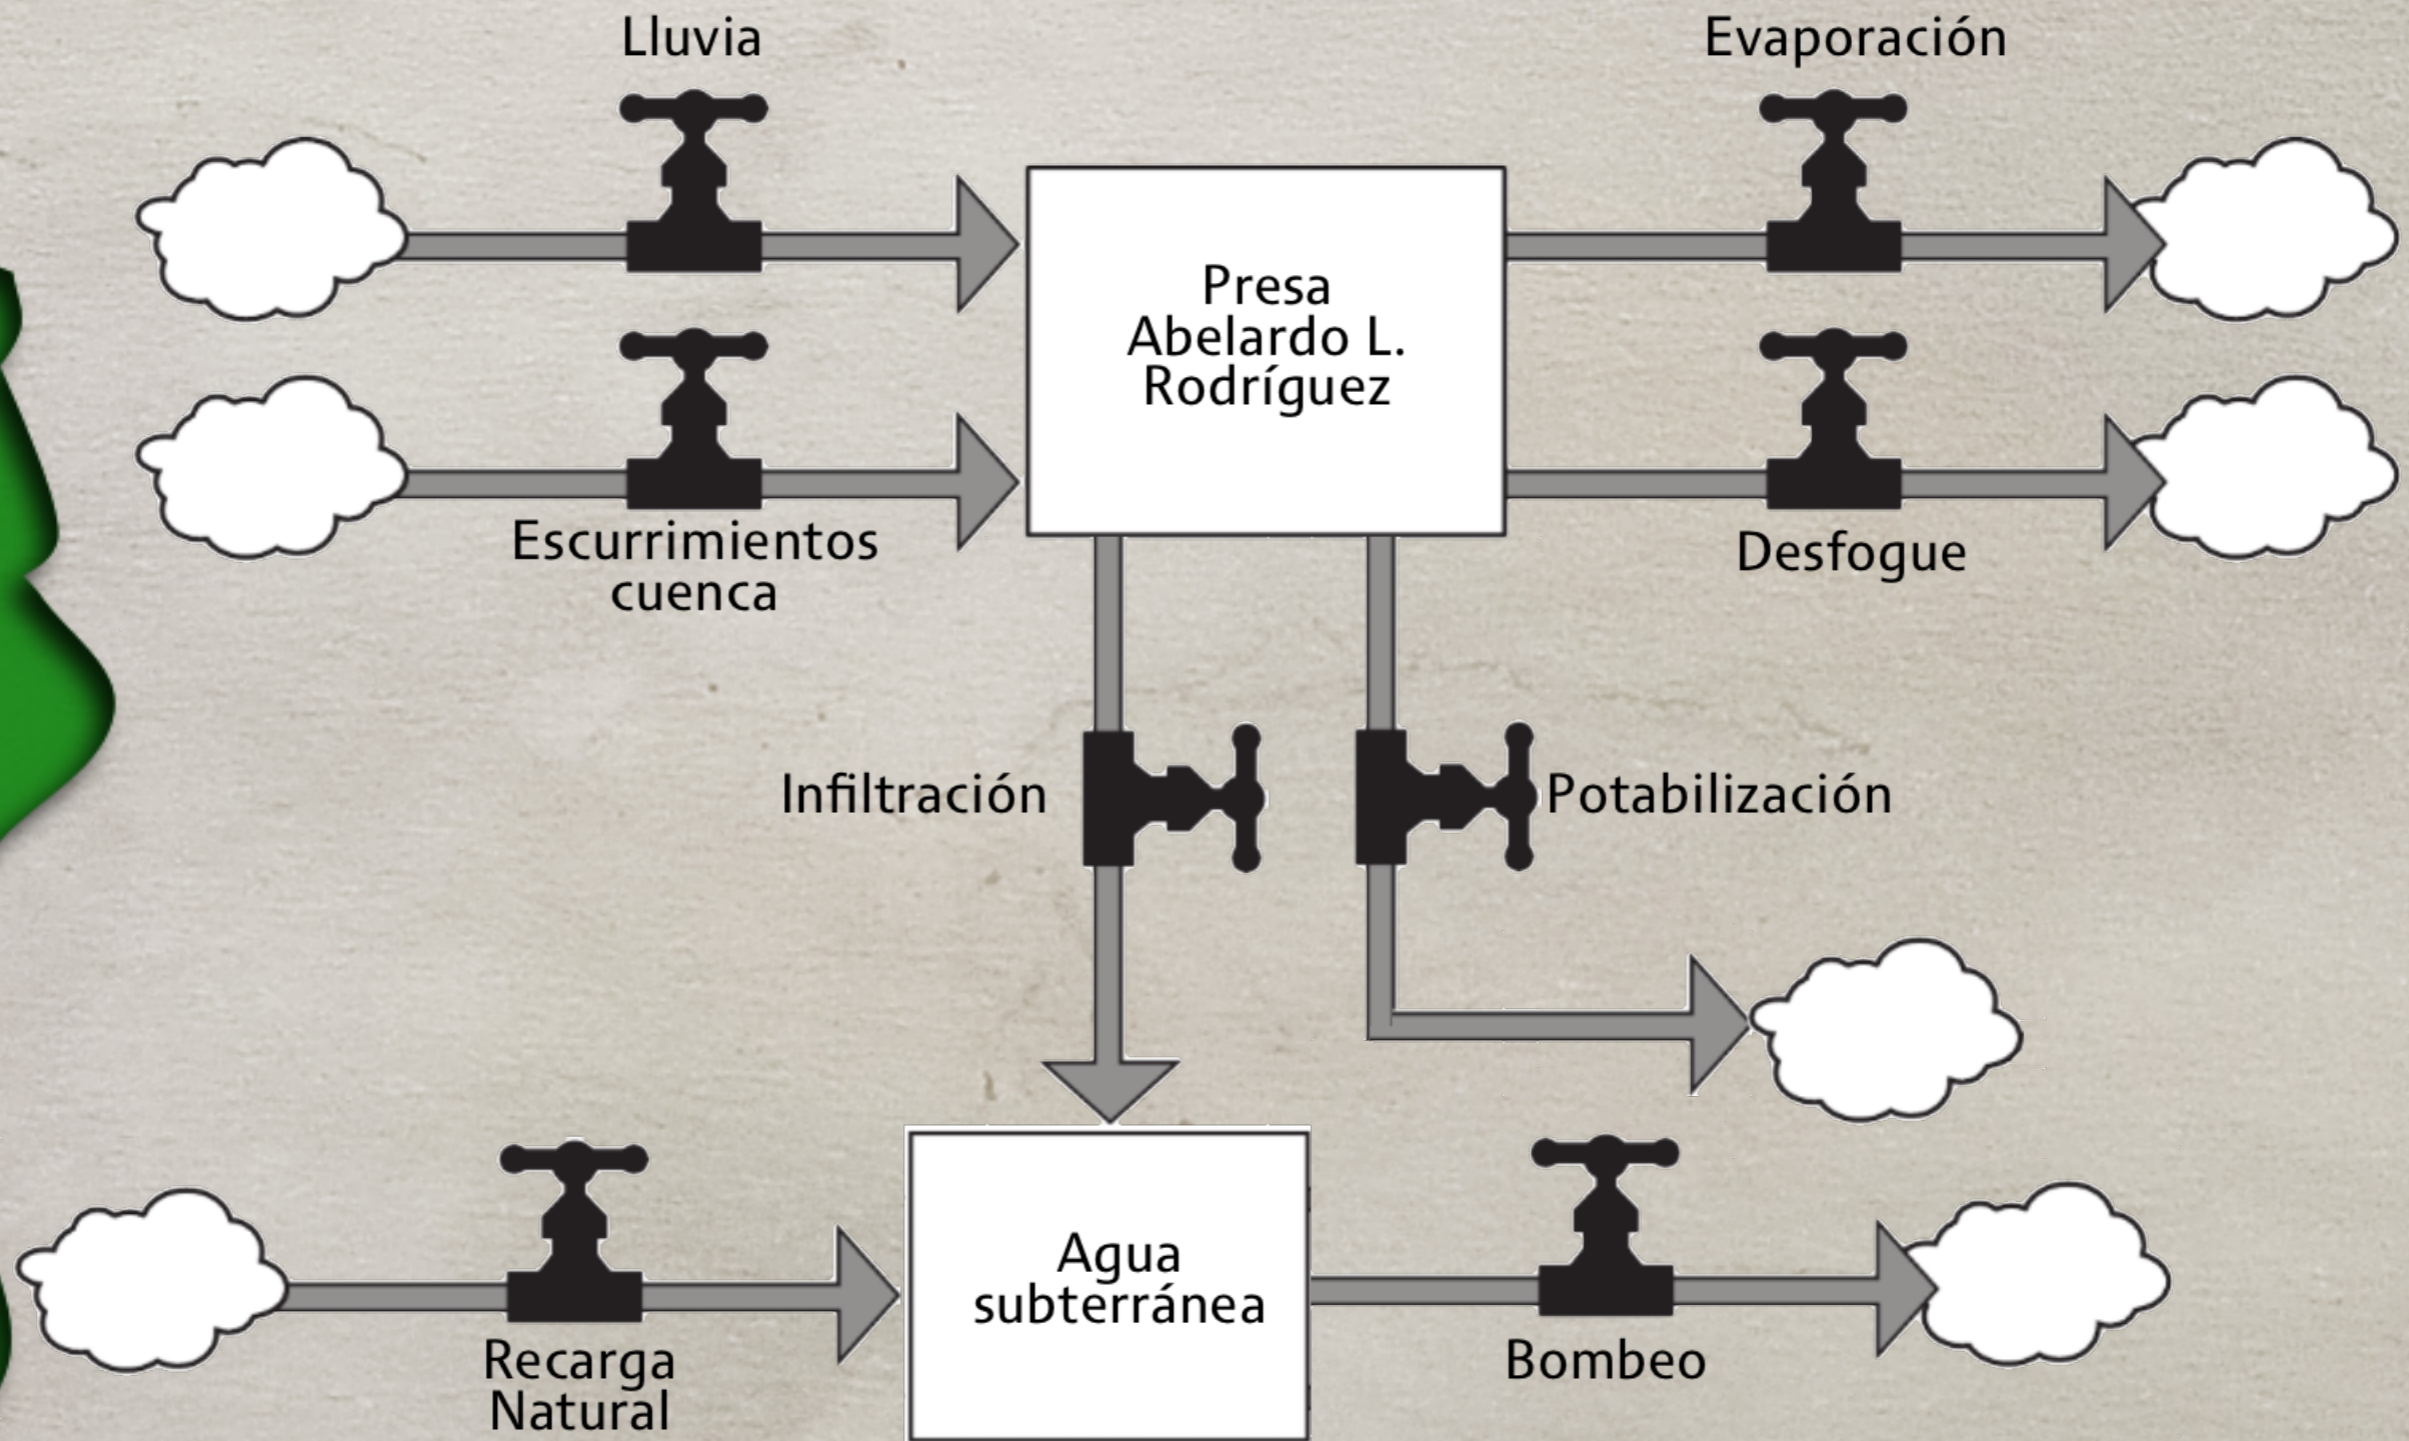 Lluvia
Evaporación
Presa
Abelardo L.
Rodríguez
Escurrimientos
cuenca
Desfogue
Infiltración
Potabilización
Agua
subterránea
Recarga
Natural
Bombeo